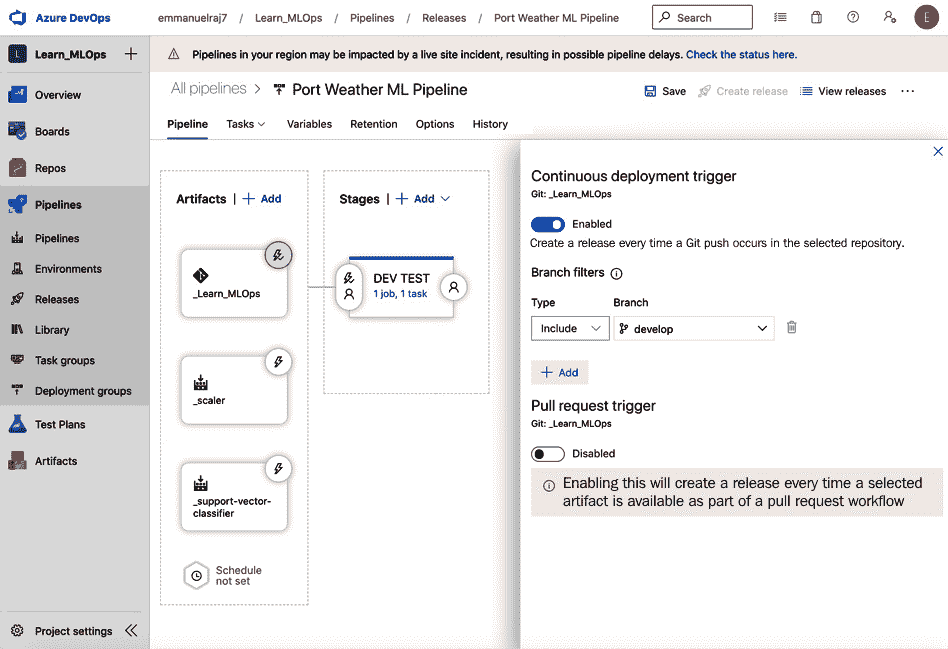 Azure DevOps
emmanuelraj7 / Learn_MLOps / Pipelines / Releases / Port Weather ML Pipeline
Search
E
L
Learn_MLOps
Overview
Boards
Repos
Pipelines
Pipelines
Environments
Releases
Library
Task groups
Deployment groups
Test Plans
Artifacts
Project settings
Pipelines in your region may be impacted by a live site incident, resulting in possible pipeline delays. Check the status here.
All pipelines > Port Weather ML Pipeline
Save
Create release
View releases
Pipeline
Tasks
Variables
Retention
Options
History
Artifacts | + Add
_Learn_MLOps
_scaler
_support-vector-
classifier
Schedule
not set
Stages | + Add
DEV TEST
1 job, 1 task
Continuous deployment trigger
Git: _Learn_MLOps
Enabled
Create a release every time a Git push occurs in the selected repository.
Branch filters
Type
Branch
Include
develop
+ Add
Pull request trigger
Git: _Learn_MLOps
Disabled
Enabling this will create a release every time a selected
artifact is available as part of a pull request workflow